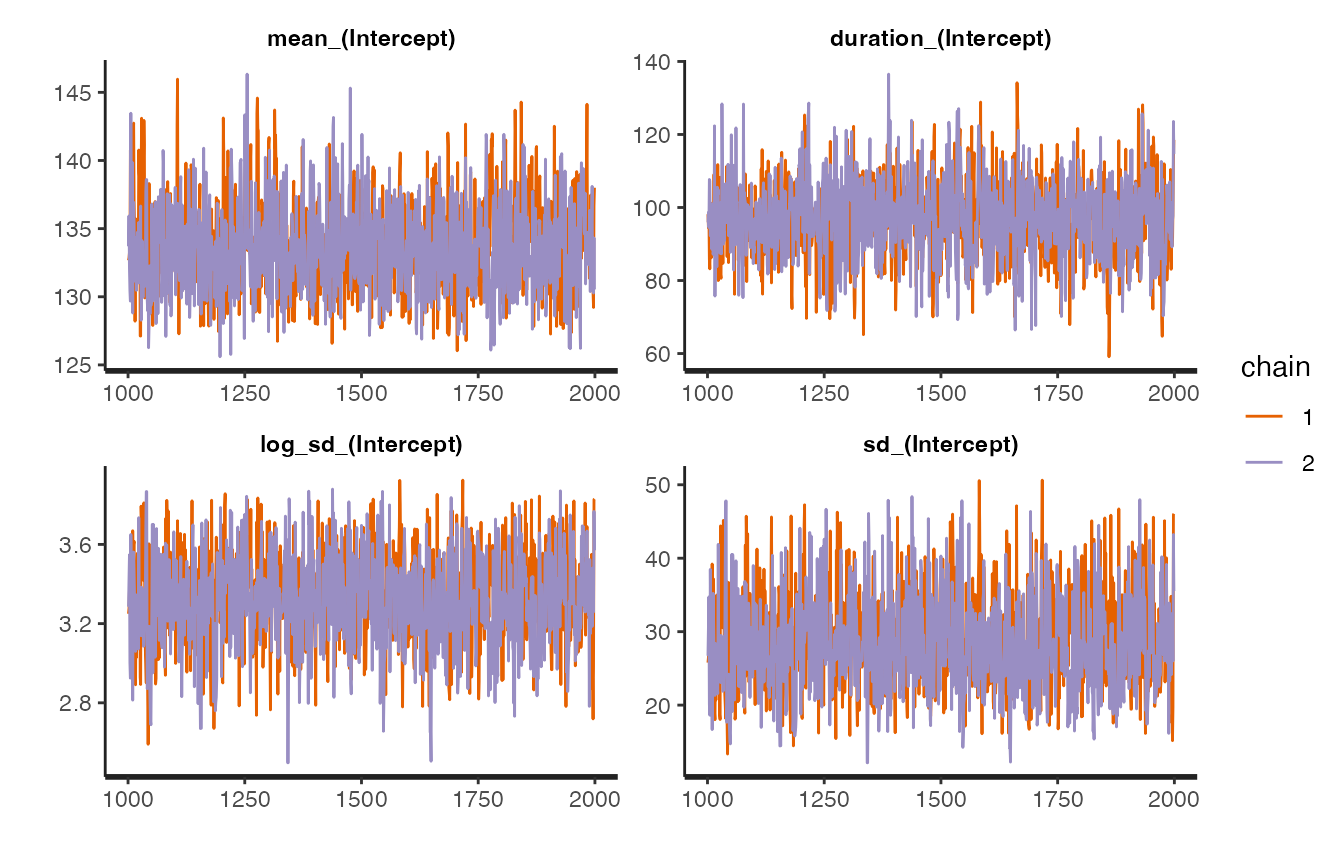 mean_(Intercept)
145
140
135
130
125
1000 1250 1500 1750 2000
duration_(Intercept)
140
120
100
80
60
1000 1250 1500 1750 2000
log_sd_(Intercept)
3.6
3.2
2.8
1000 1250 1500 1750 2000
sd_(Intercept)
50
40
30
20
1000 1250 1500 1750 2000
chain
1
2